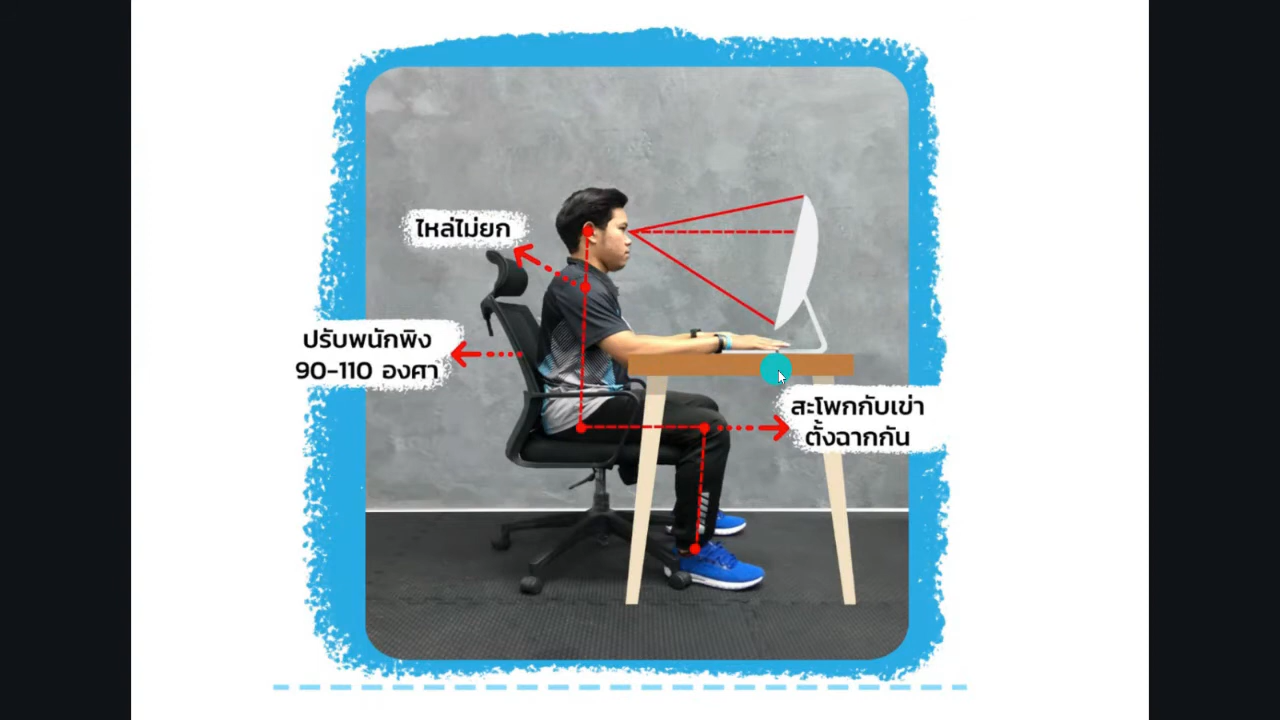 ไหล่ไม่ยก
ปรับพนักพิง
90-110 องศา
สะโพกกับเข่า
ตั้งฉากกัน